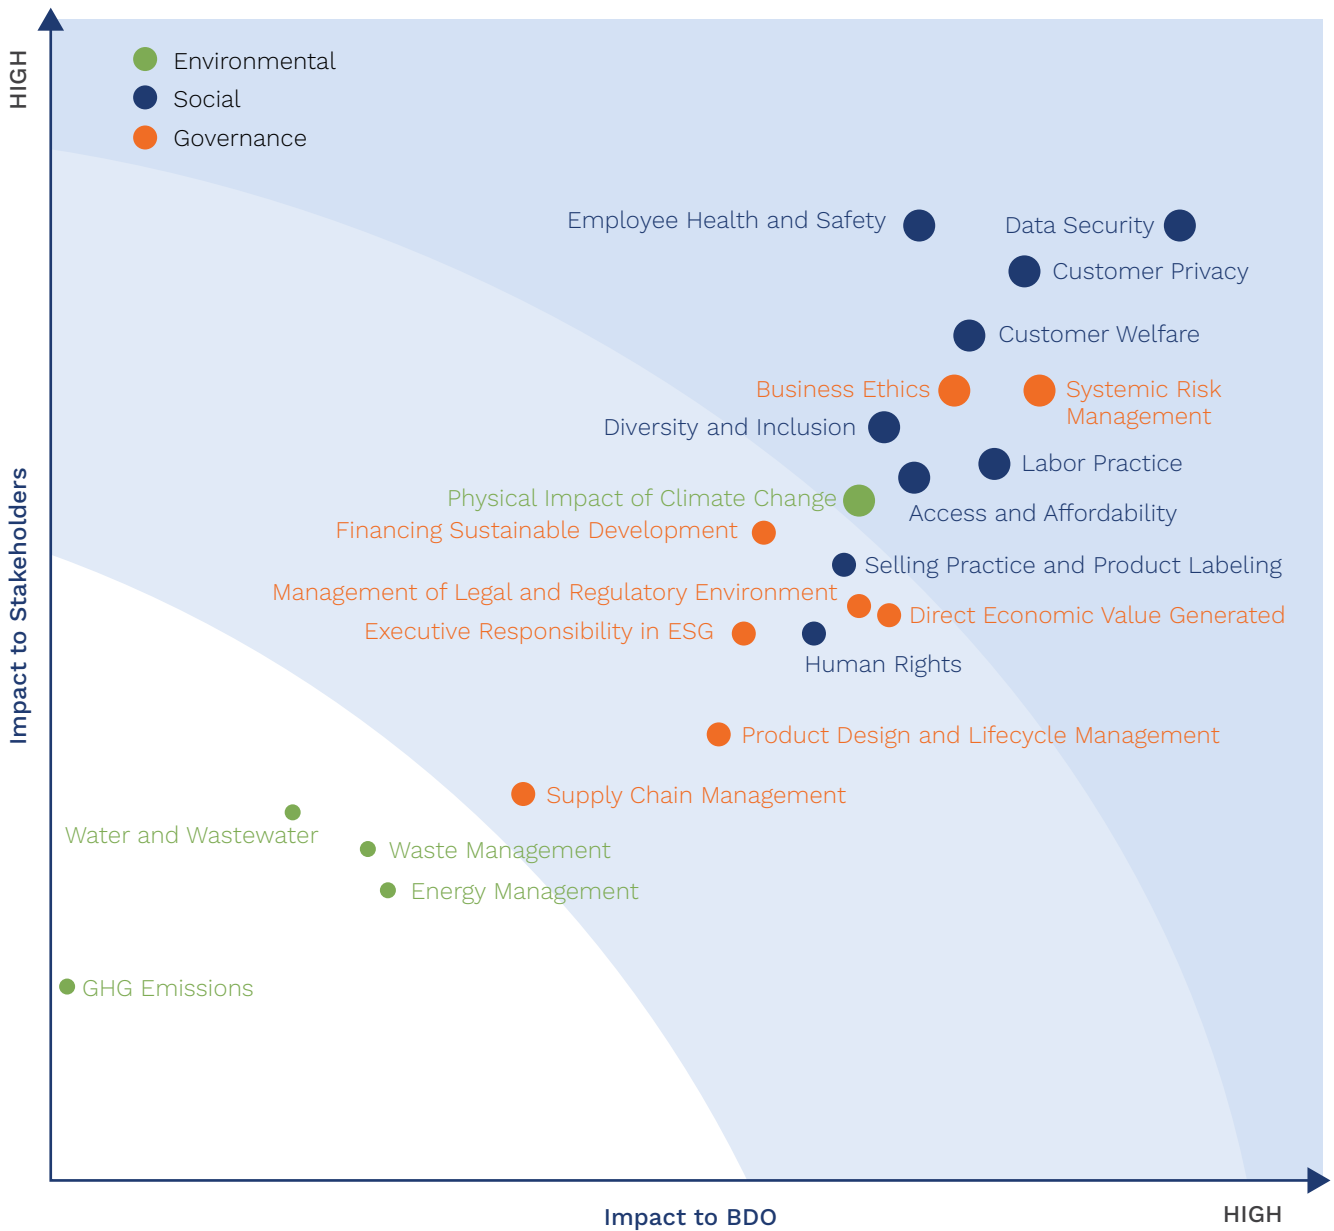 HIGH
Environmental
Social
Governance
Employee Health and Safety
Data Security
Customer Privacy
Customer Welfare
Business Ethics
Systemic Risk
Management
Diversity and Inclusion
Labor Practice
Physical Impact of Climate Change
Access and Affordability
Financing Sustainable Development
Selling Practice and Product Labeling
Management of Legal and Regulatory Environment
Direct Economic Value Generated
Executive Responsibility in ESG
Human Rights
Product Design and Lifecycle Management
Supply Chain Management
Water and Wastewater
Waste Management
Energy Management
GHG Emissions
Impact to Stakeholders
Impact to BDO
HIGH